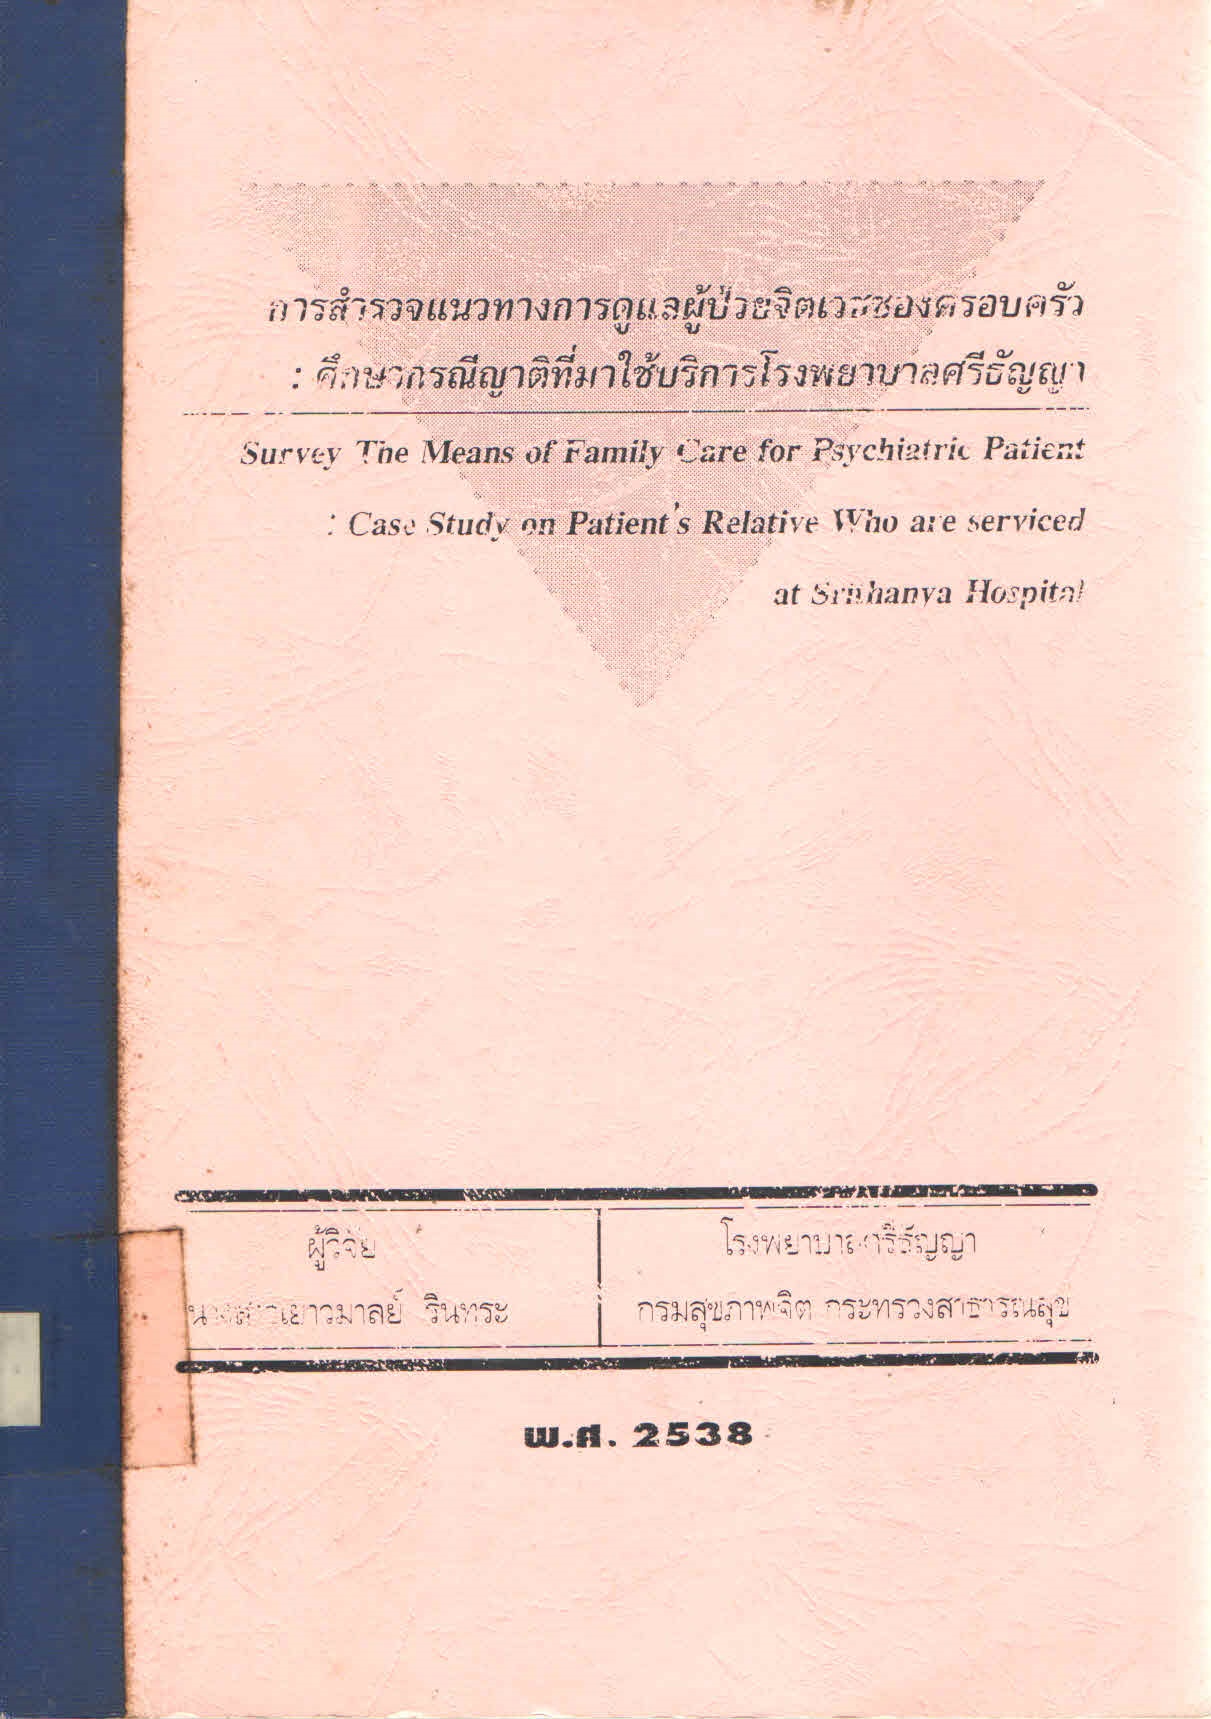 การสำรวจแนวทางการดูแลผู้ป่วยจิตเวชของครอบครัว
: ศึกษากรณีญาติที่มาใช้บริการโรงพยาบาลศรีธัญญา
Survey The Means of Family Care for Psychiatric Patient
: Case Study on Patient's Relative Who are serviced
at Srithanya Hospital
ผู้วิจัย
นางสาวเยาวมาลย์ รินทระ
โรงพยาบาลศรีธัญญา
กรมสุขภาพจิต กระทรวงสาธารณสุข
พ.ศ. 2538